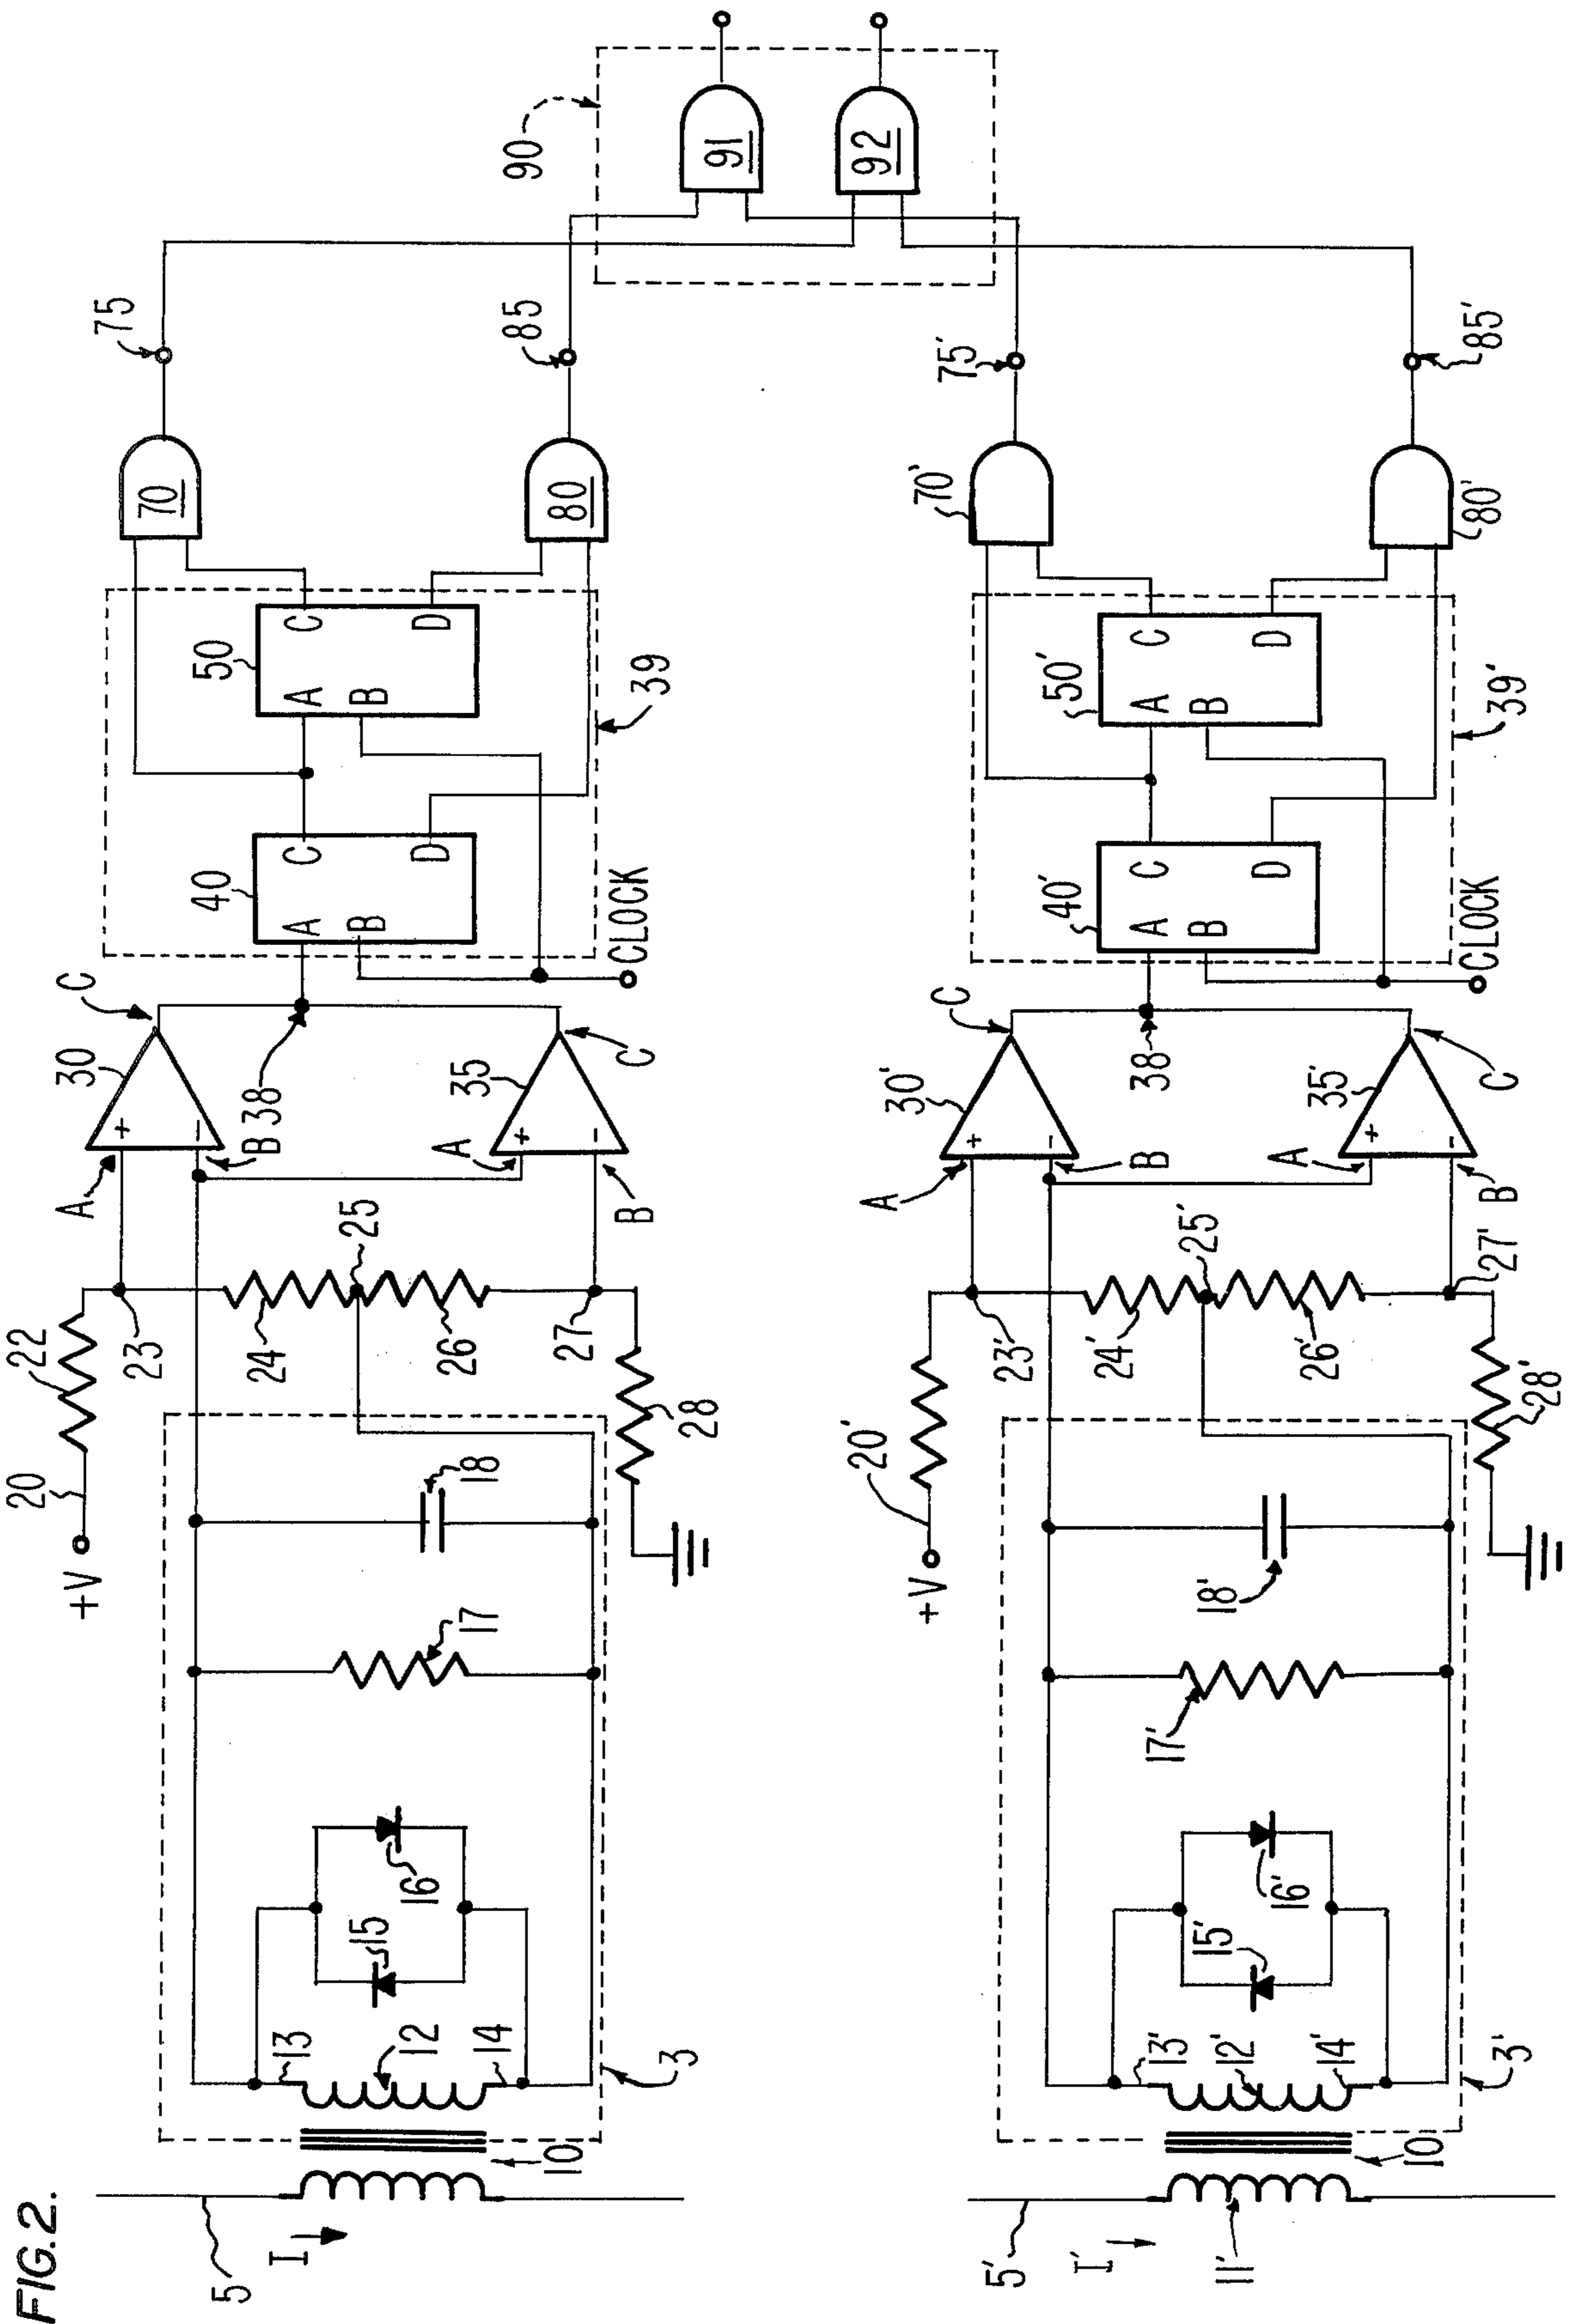 FIG.2.
+V
20
22
23
24
25
26
27
28
A
B
30
38
C
A
B
35
C
40
A
B
C
D
50
A
B
C
D
39
CLOCK
70
75
80
85
90
91
92
5
I
10
12
13
14
15
16
17
18
3
+V
20'
23'
24'
25'
26'
27'
28'
A
B
30'
38
C
A
B
35'
C
40'
A
B
C
D
50'
A
B
C
D
39'
CLOCK
70'
75'
80'
85'
5'
I'
11'
10
12'
13'
14'
15'
16'
17'
18'
3'
+
−
+
−
+
−
+
−